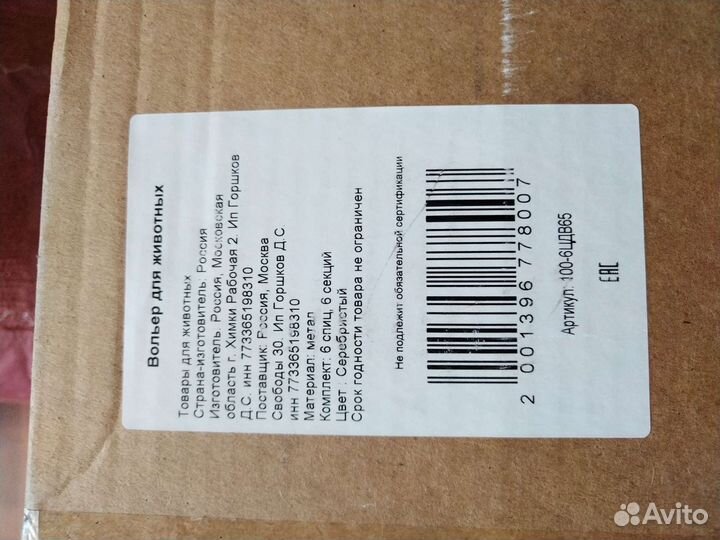 Вольер для животных
Товары для животных
Страна-изготовитель: Россия
Изготовитель: Россия, Московская
область г. Химки Рабочая 2. Ип Горшков
Д.С. инн 773365198310
Поставщик: Россия, Москва
Свободы 30. Ип Горшков Д.С.
инн 773365198310
Материал: метал
Комплект: 6 спиц, 6 секций
Цвет : Серебристый
Срок годности товара не ограничен
Не подлежит обязательной сертификации
2 001396 778007
Артикул: 100-6ЦДВ65
EAC
Avito